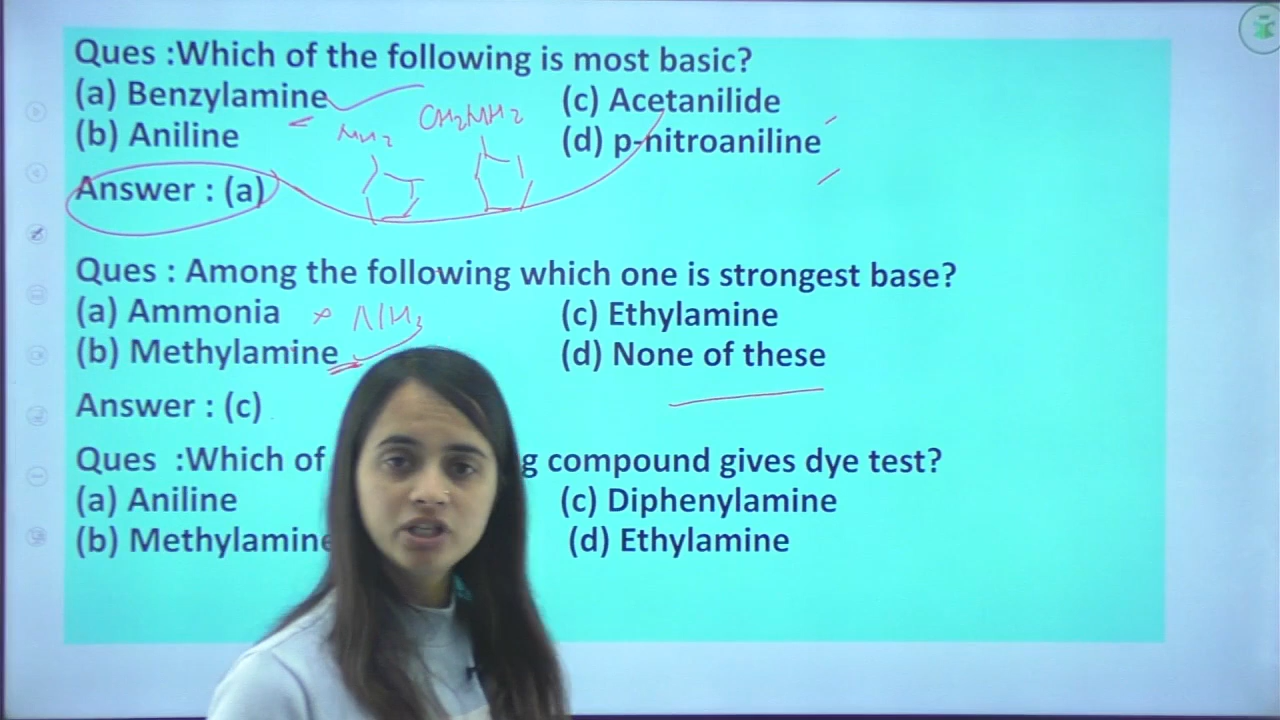 Ques :Which of the following is most basic?
(a) Benzylamine (c) Acetanilide
(b) Aniline (d) p-nitroaniline
NH2 CH2NH2
Answer : (a)
Ques : Among the following which one is strongest base?
(a) Ammonia NH3 (c) Ethylamine
(b) Methylamine (d) None of these
Answer : (c)
Ques :Which of g compound gives dye test?
(a) Aniline (c) Diphenylamine
(b) Methylamine (d) Ethylamine